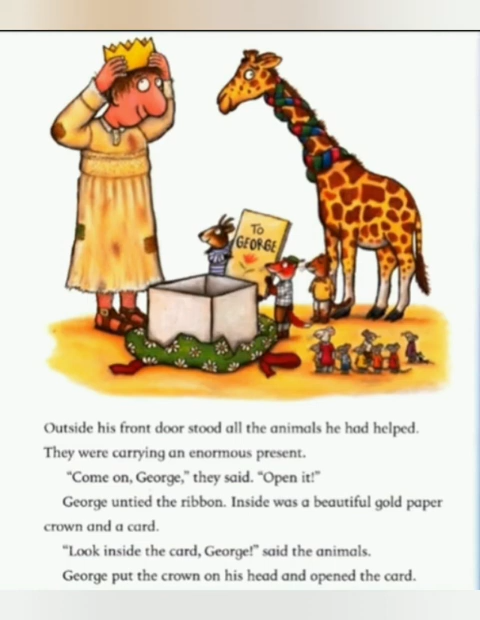 TO
GEORGE
Outside his front door stood all the animals he had helped.
They were carrying an enormous present.
"Come on, George," they said. "Open it!"
George untied the ribbon. Inside was a beautiful gold paper
crown and a card.
"Look inside the card, George!" said the animals.
George put the crown on his head and opened the card.